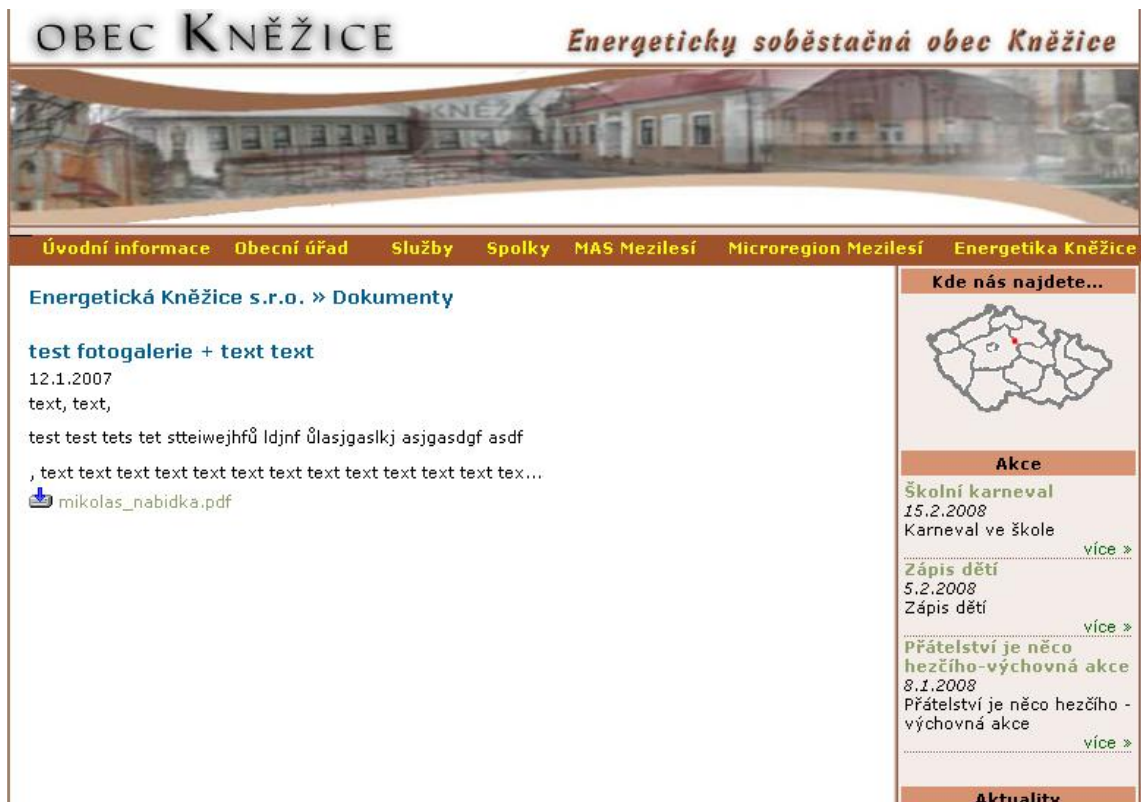 OBEC KNĚŽICE
Energeticky soběstačná obec Kněžice
Úvodní informace Obecní úřad Služby Spolky MAS Mezilesí Microregion Mezilesí Energetika Kněžice
Energetická Kněžice s.r.o. » Dokumenty
test fotogalerie + text text
12.1.2007
text, text,
test test tets tet stteiwejhfů ldjnf ůlasjgaslkj asjgasdgf asdf
, text text text text text text text text text text text text tex...
mikolas_nabidka.pdf
Kde nás najdete...
Akce
Školní karneval
15.2.2008
Karneval ve škole
více »
Zápis dětí
5.2.2008
Zápis dětí
více »
Přátelství je něco
hezčího-výchovná akce
8.1.2008
Přátelství je něco hezčího -
výchovná akce
více »
Aktuality